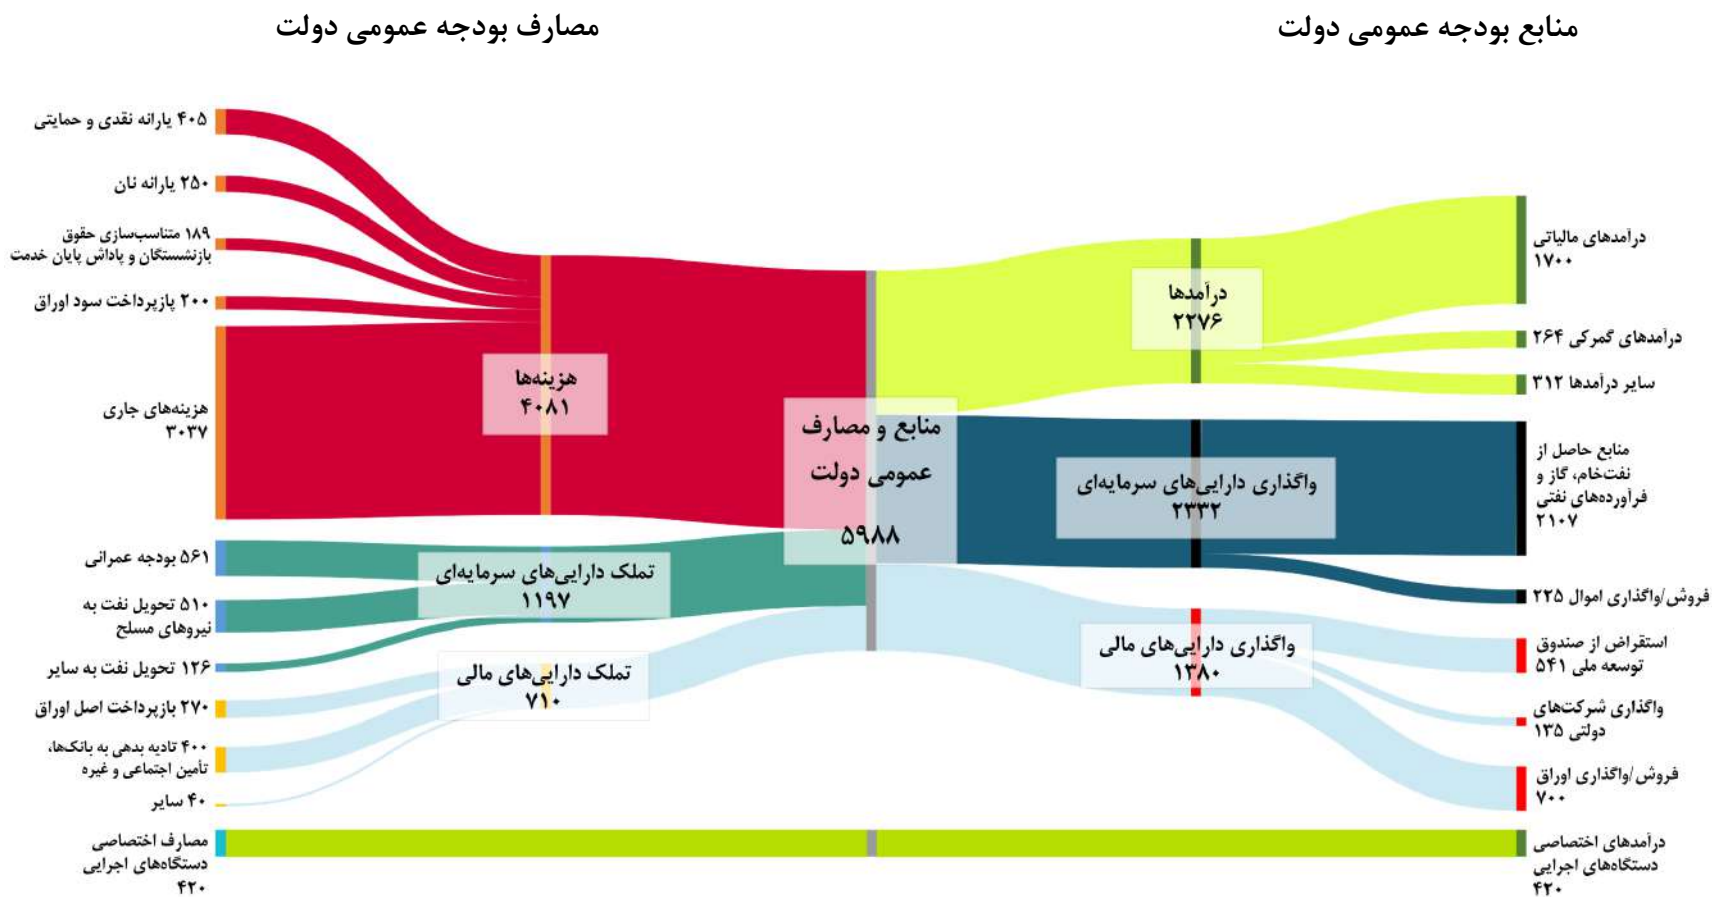 منابع بودجه عمومی دولت
مصارف بودجه عمومی دولت
درآمدهای مالیاتی
۱۷۰۰
درآمدهای گمرکی ۲۶۴
سایر درآمدها ۳۱۲
منابع حاصل از
نفت‌خام، گاز و
فرآورده‌های نفتی
۲۱۰۷
فروش/واگذاری اموال ۲۲۵
استقراض از صندوق
توسعه ملی ۵۴۱
واگذاری شرکت‌های
دولتی ۱۳۵
فروش/واگذاری اوراق
۷۰۰
درآمدهای اختصاصی
دستگاه‌های اجرایی
۴۲۰
درآمدها
۲۲۷۶
واگذاری دارایی‌های سرمایه‌ای
۲۳۳۲
واگذاری دارایی‌های مالی
۱۳۸۰
منابع و مصارف
عمومی دولت
۵۹۸۸
هزینه‌ها
۴۰۸۱
تملک دارایی‌های سرمایه‌ای
۱۱۹۷
تملک دارایی‌های مالی
۷۱۰
۴۰۵ یارانه نقدی و حمایتی
۲۵۰ یارانه نان
۱۸۹ متناسب‌سازی حقوق
بازنشستگان و پاداش پایان خدمت
۲۰۰ پازپرداخت سود اوراق
هزینه‌های جاری
۳۰۳۷
۵۶۱ بودجه عمرانی
۵۱۰ تحویل نفت به
نیروهای مسلح
۱۲۶ تحویل نفت به سایر
۲۷۰ بازپرداخت اصل اوراق
۴۰۰ تادیه بدهی به بانک‌ها،
تأمین اجتماعی و غیره
۴۰ سایر
مصارف اختصاصی
دستگاه‌های اجرایی
۴۲۰